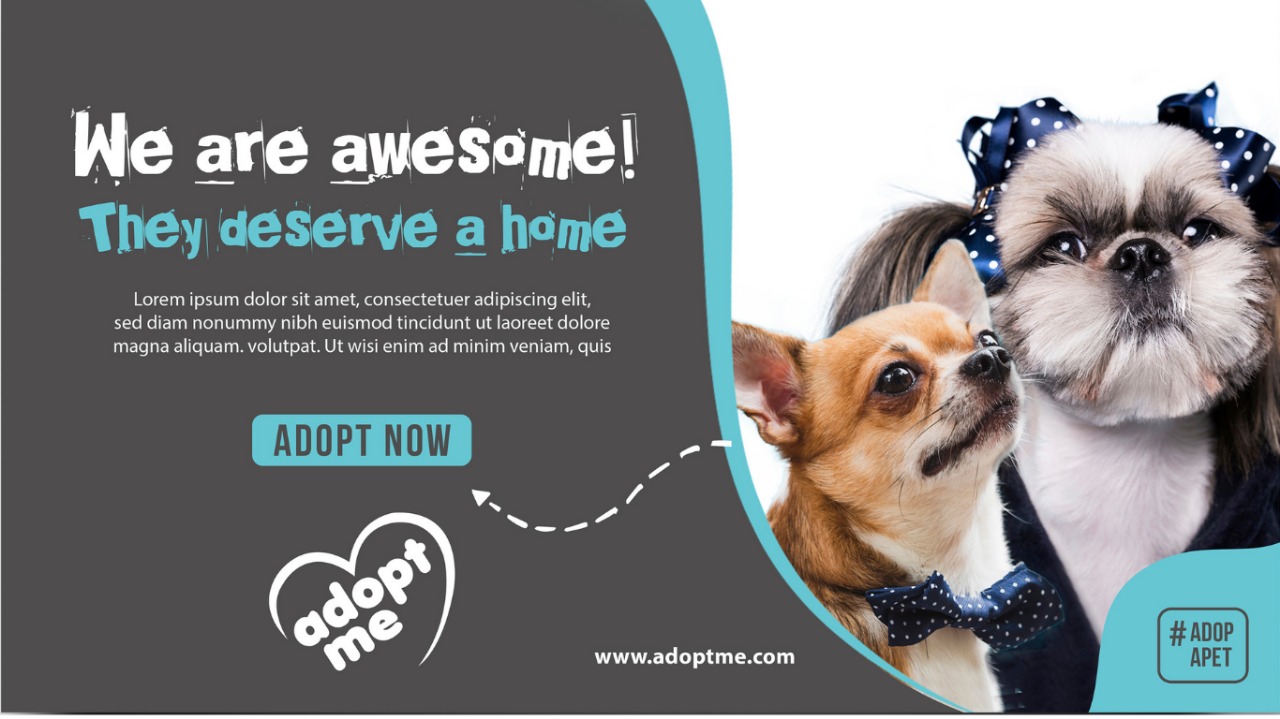 We are awesome!
They deserve a home
Lorem ipsum dolor sit amet, consectetuer adipiscing elit,
sed diam nonummy nibh euismod tincidunt ut laoreet dolore
magna aliquam. volutpat. Ut wisi enim ad minim veniam, quis
ADOPT NOW
adopt
me
www.adoptme.com
# ADOP
APET